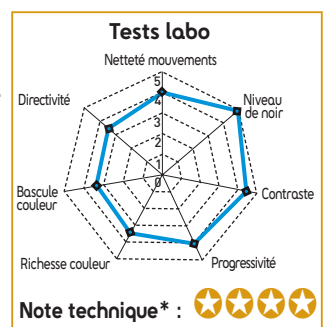 Tests labo
Netteté mouvements
5
4
3
2
1
0
Niveau
de noir
Directivité
Contraste
Bascule
couleur
Richesse couleur
Progressivité
Note technique* :